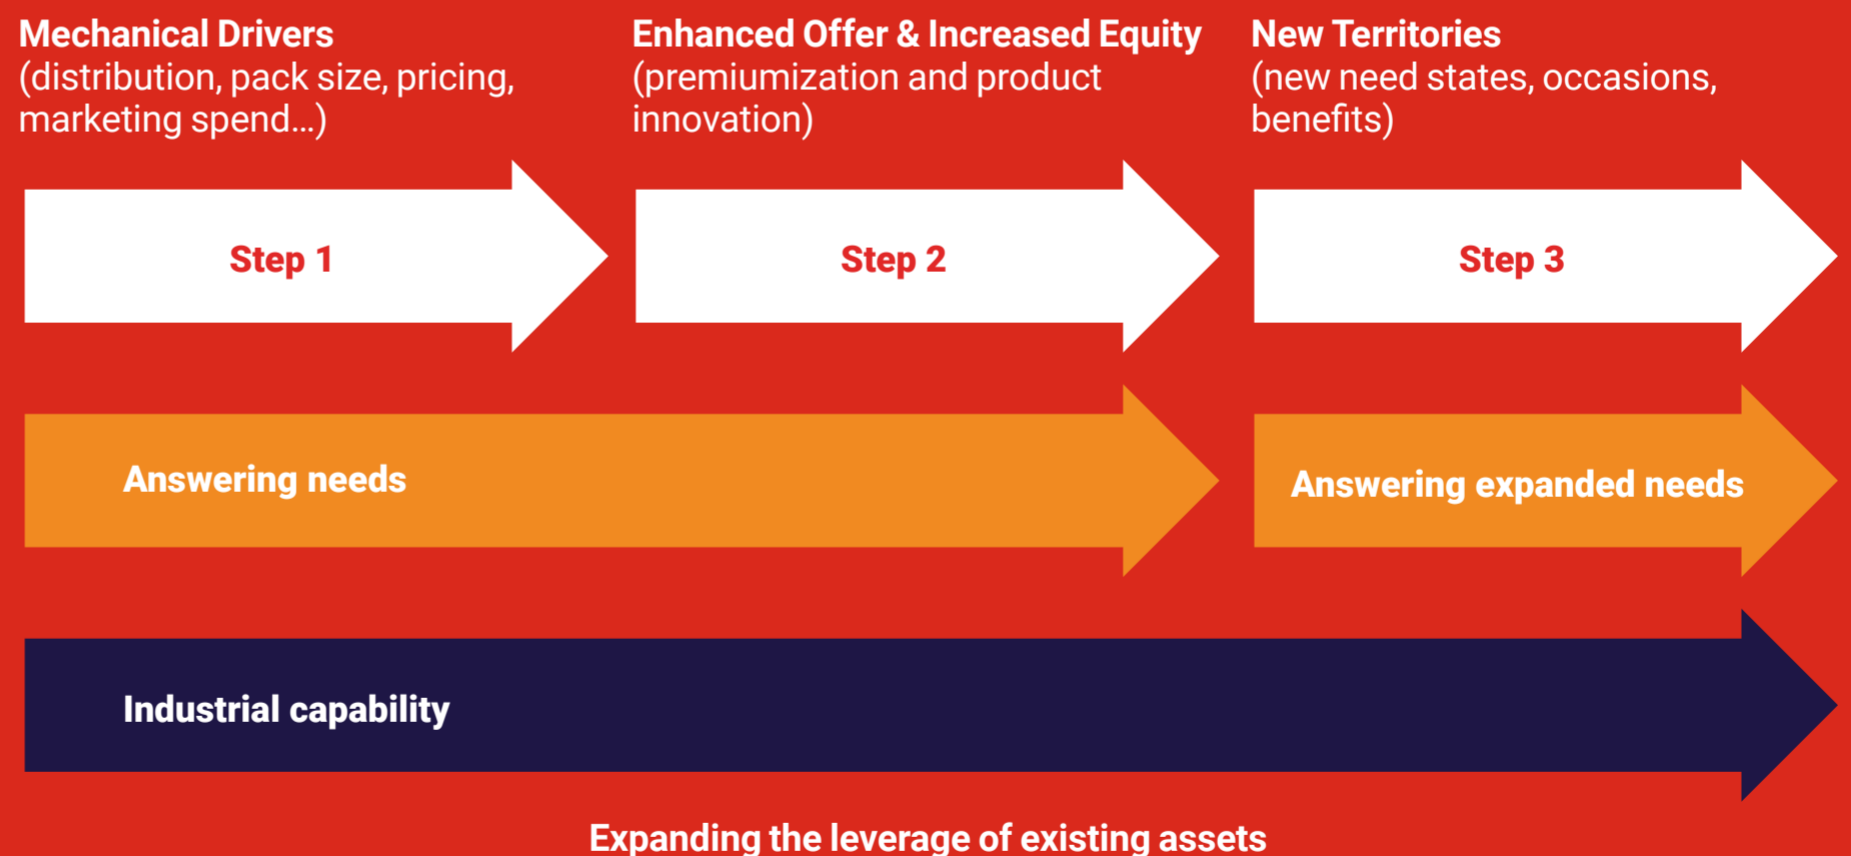 Mechanical Drivers
(distribution, pack size, pricing,
marketing spend...)
Enhanced Offer & Increased Equity
(premiumization and product
innovation)
New Territories
(new need states, occasions,
benefits)
Step 1
Step 2
Step 3
Answering needs
Answering expanded needs
Industrial capability
Expanding the leverage of existing assets